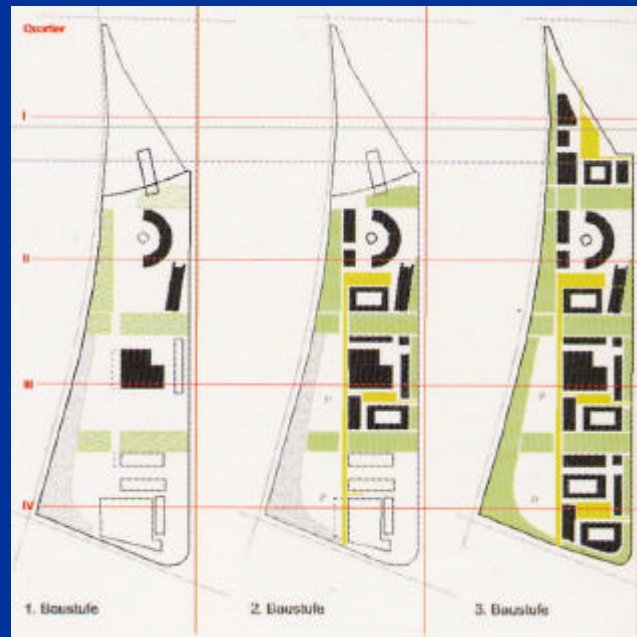 Quartier
I
II
III
IV
1. Baustufe
2. Baustufe
3. Baustufe